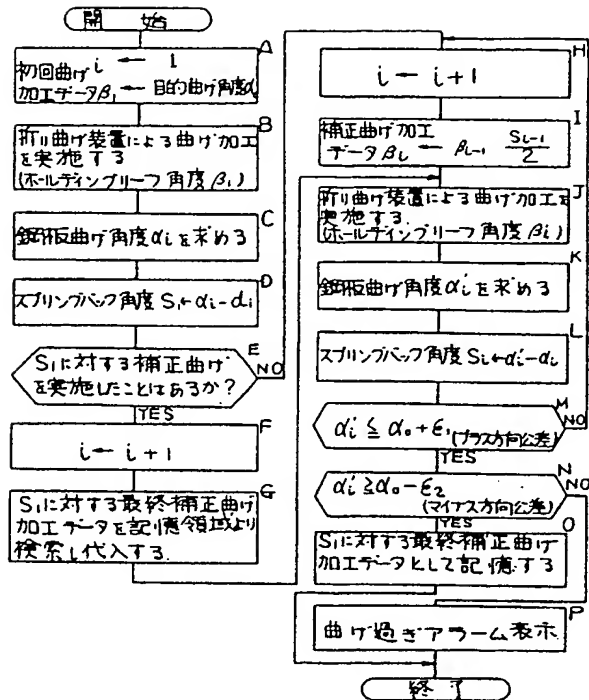 開 始
A
i ← 1
初回曲げ
加工データβ₁ ← 目的曲げ角度α₀
B
折り曲げ装置による曲げ加工
を実施する
(ホールディングリーフ角度β₁)
C
鋼板曲げ角度αiを求める
D
スプリングバック角度S₁←
E
S₁に対する補正曲げ
を実施したことはあるか?
NO
YES
F
i ← i+1
G
S₁に対する最終補正曲げ
加工データを記憶領域より
検索し代入する.
H
i ← i+1
I
補正曲げ加工
データβi ← βi-1 Si-1/2
J
折り曲げ装置による曲げ加工を
実施する.
(ホールディングリーフ角度βi)
K
鋼板曲げ角度αi'を求める
L
スプリングバック角度Si←αi'-αi
M
αi' ≦ α₀+ε₁(プラス方向公差)
NO
YES
N
αi' ≧ α₀-ε₂
(マイナス方向公差)
NO
YES
O
S₁に対する最終補正曲げ
加工データとして記憶する
P
曲げ過ぎアラーム表示
終 了